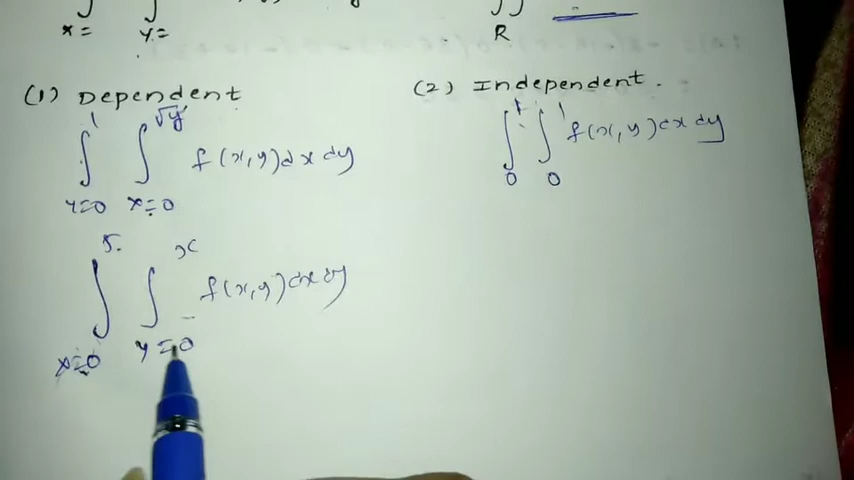 ∫ ∫
x= y= ∫∫
R
(1) Dependent
∫_{y=0}^{1} ∫_{x=0}^{√y} f(x,y)dx dy
∫_{x=0}^{5} ∫_{y=0}^{x} f(x,y)dx dy
(2) Independent.
∫_{0}^{1} ∫_{0}^{1} f(x,y)dx dy